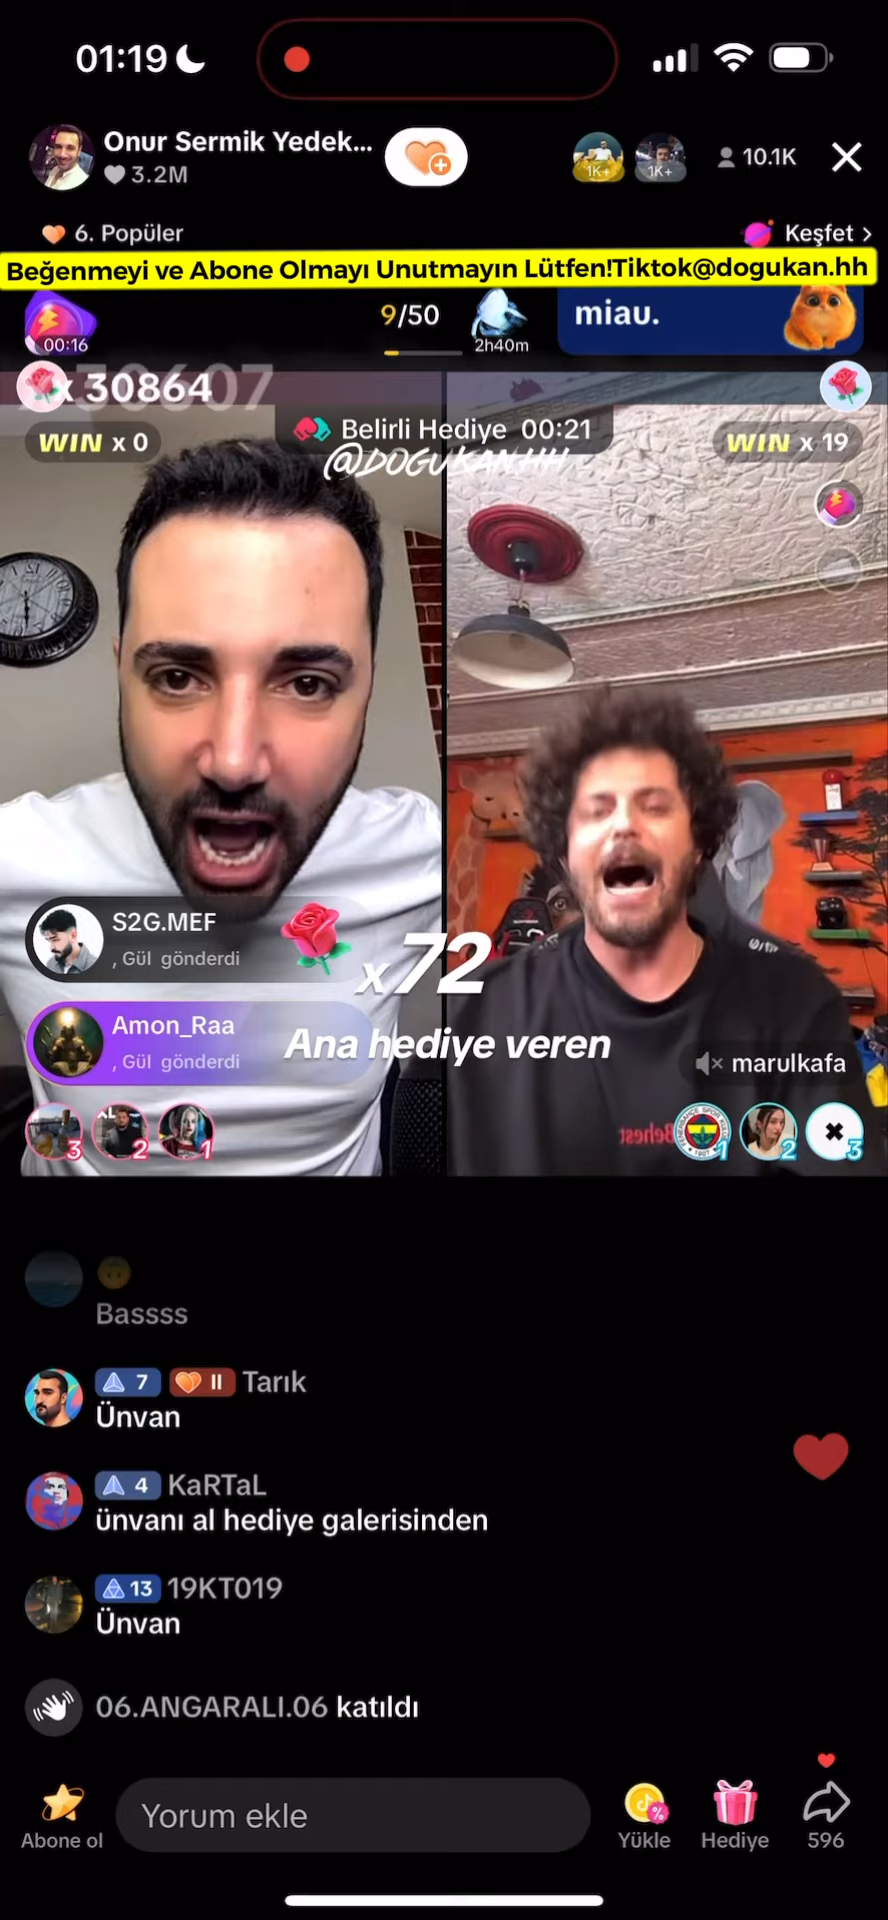 01:19
Onur Sermik Yedek...
3.2M
1K+
1K+
10.1K
6. Popüler
Keşfet >
Beğenmeyi ve Abone Olmayı Unutmayın Lütfen!Tiktok@dogukan.hh
00:16
9/50
2h40m
miau.
x 30864
WIN x 0
Belirli Hediye 00:21
WIN x 19
@DOGUKAN.HH
S2G.MEF
, Gül gönderdi
x72
Amon_Raa
, Gül gönderdi
Ana hediye veren
marulkafa
3
2
1
1
2
3
Bassss
7
II
Tarık
Ünvan
4
KaRTaL
ünvanı al hediye galerisinden
13
19KT019
Ünvan
06.ANGARALI.06 katıldı
Abone ol
Yorum ekle
Yükle
Hediye
596